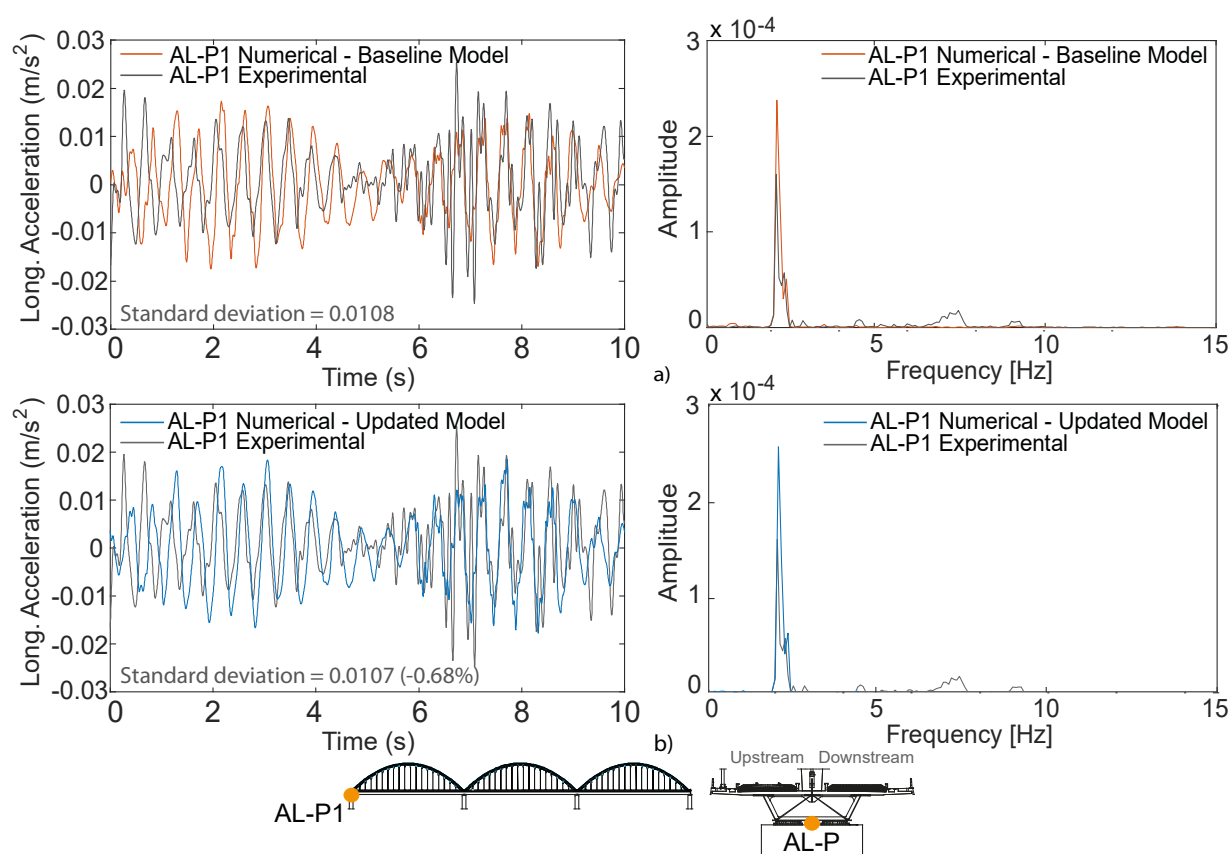 x 10^-4
0.03
AL-P1 Numerical - Baseline Model
AL-P1 Experimental
0.02
0.01
0
-0.01
-0.02
-0.03
Long. Acceleration (m/s^2)
Standard deviation = 0.0108
0 2 4 6 8 10
Time (s)
3
AL-P1 Numerical - Baseline Model
AL-P1 Experimental
2
1
0
Amplitude
0 5 10 15
Frequency [Hz]
a)
x 10^-4
0.03
AL-P1 Numerical - Updated Model
AL-P1 Experimental
0.02
0.01
0
-0.01
-0.02
-0.03
Long. Acceleration (m/s^2)
Standard deviation = 0.0107 (-0.68%)
0 2 4 6 8 10
Time (s)
3
AL-P1 Numerical - Updated Model
AL-P1 Experimental
2
1
0
Amplitude
0 5 10 15
Frequency [Hz]
b)
Upstream Downstream
AL-P1
AL-P